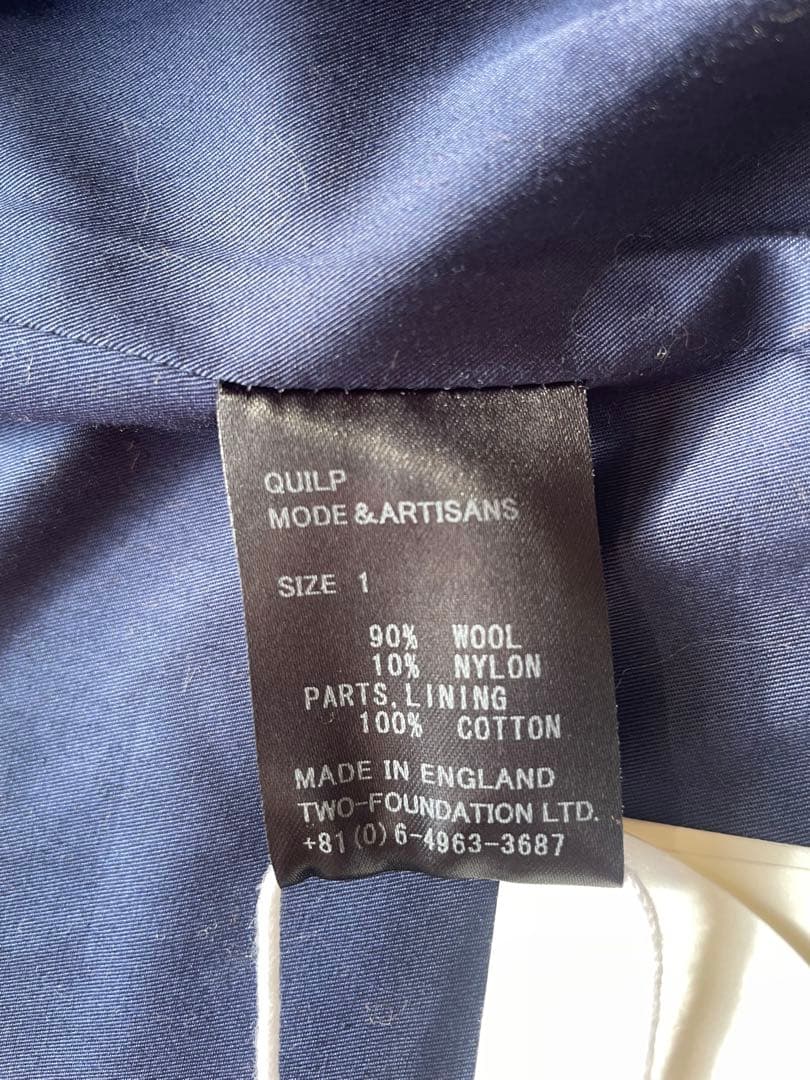 QUILP
MODE &ARTISANS
SIZE 1
90% WOOL
10% NYLON
PARTS.LINING
100% COTTON
MADE IN ENGLAND
TWO-FOUNDATION LTD.
+81(0)6-4963-3687